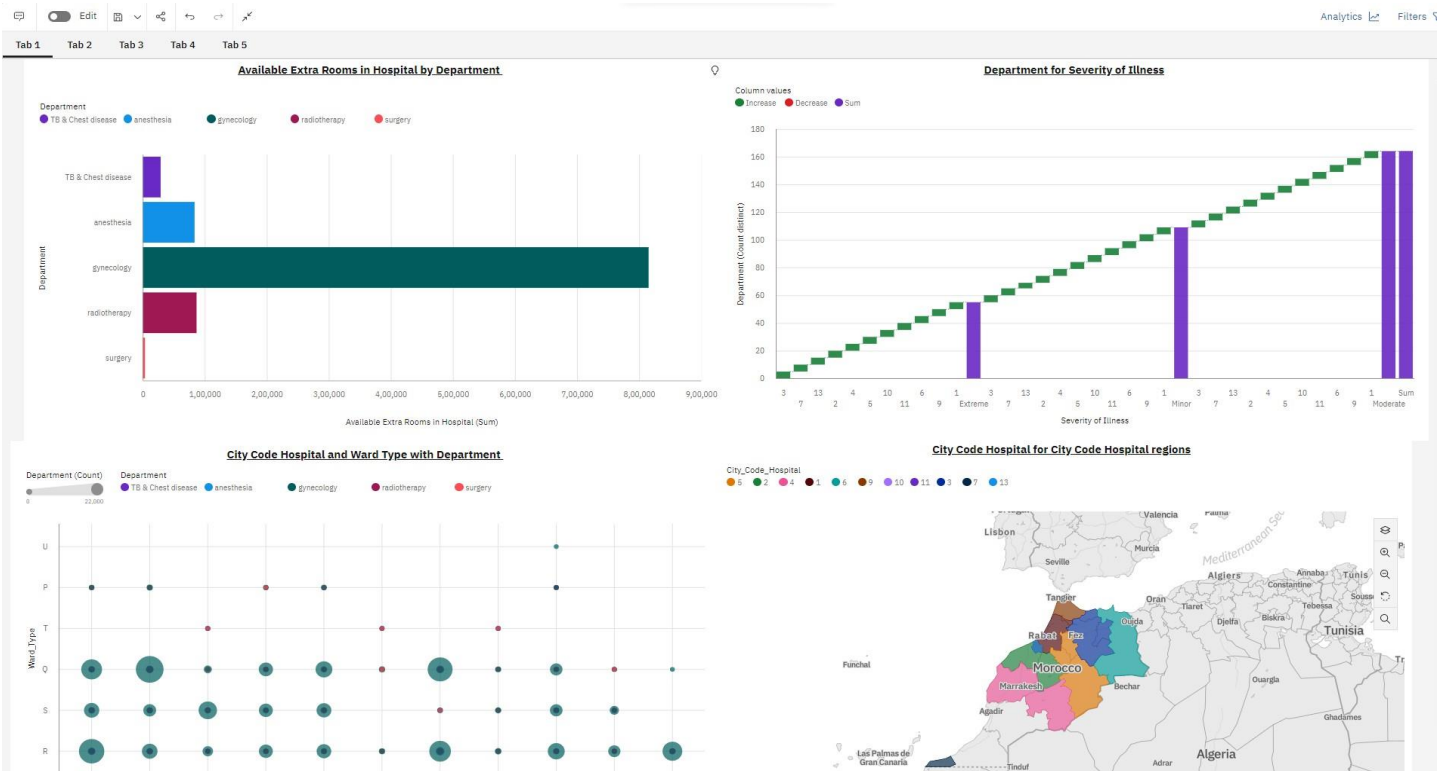 Edit
Analytics
Filters
Tab 1 Tab 2 Tab 3 Tab 4 Tab 5
Available Extra Rooms in Hospital by Department
Department
TB & Chest disease anesthesia gynecology radiotherapy surgery
Department
TB & Chest disease
anesthesia
gynecology
radiotherapy
surgery
0 1,00,000 2,00,000 3,00,000 4,00,000 5,00,000 6,00,000 7,00,000 8,00,000 9,00,000
Available Extra Rooms in Hospital (Sum)
Department for Severity of Illness
Column values
Increase Decrease Sum
Department (Count distinct)
180
160
140
120
100
80
60
40
20
0
3 13 4 10 6 1 3 13 4 10 6 1 3 13 4 10 6 1 Sum
7 2 5 11 9 Extreme 7 2 5 11 9 Minor 7 2 5 11 9 Moderate
Severity of Illness
City Code Hospital and Ward Type with Department
Department (Count)
0 22,000
Department
TB & Chest disease anesthesia gynecology radiotherapy surgery
Ward_Type
U
P
T
Q
S
R
City Code Hospital for City Code Hospital regions
City_Code_Hospital
5 2 4 1 6 9 10 11 3 7 13
Valencia
Palma
Lisbon
Murcia
Seville
Mediterranean Sec
Algiers
Annaba
Tunis
Constantine
Tangier
Oran
Tiaret
Tebessa
Souss
Rabat
Fez
Oujda
Djelfa
Biskra
Tunisia
Funchal
Morocco
Marrakesh
Bechar
Ouargla
Agadir
Ghadames
Las Palmas de
Gran Canaria
Tinduf
Adrar
Algeria